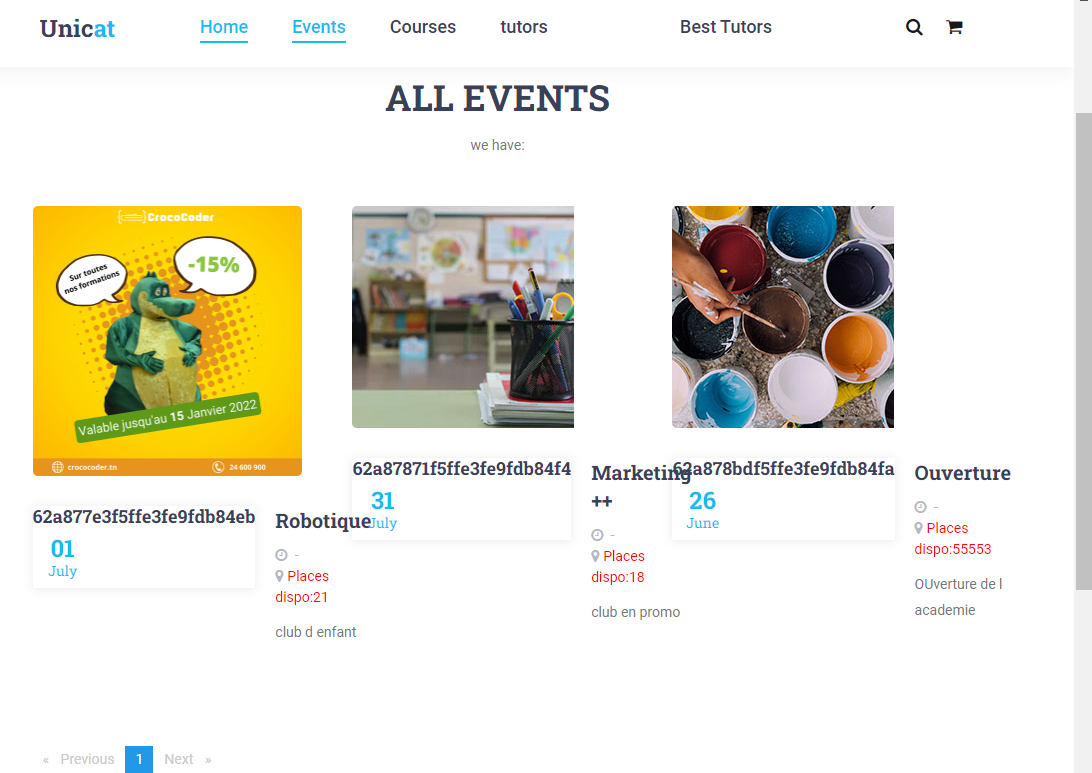 Unicat
Home
Events
Courses
tutors
Best Tutors
ALL EVENTS
we have:
{ }CrocoCoder
Sur toutes
nos formations
-15%
Valable jusqu'au 15 Janvier 2022
crococoder.tn
24 600 900
62a877e3f5ffe3fe9fdb84eb
01
July
Robotique
-
Places
dispo:21
club d enfant
62a87871f5ffe3fe9fdb84f4
31
July
Marketing
++
-
Places
dispo:18
club en promo
62a878bdf5ffe3fe9fdb84fa
26
June
Ouverture
-
Places
dispo:55553
OUverture de l
academie
« Previous 1 Next »